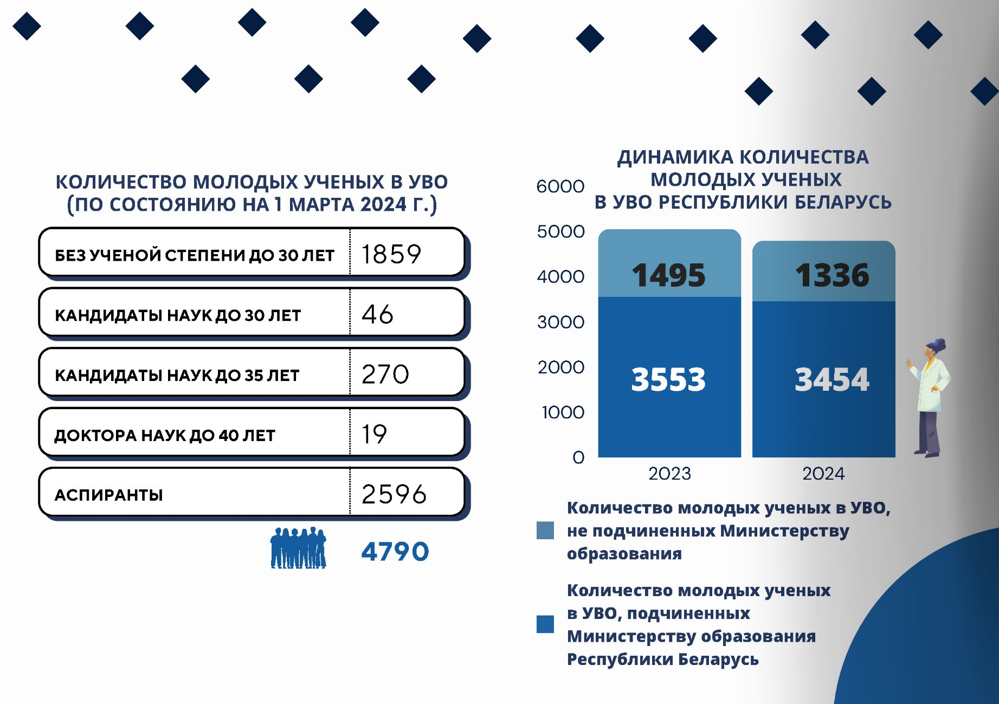 КОЛИЧЕСТВО МОЛОДЫХ УЧЕНЫХ В УВО
(ПО СОСТОЯНИЮ НА 1 МАРТА 2024 Г.)
БЕЗ УЧЕНОЙ СТЕПЕНИ ДО 30 ЛЕТ 1859
КАНДИДАТЫ НАУК ДО 30 ЛЕТ 46
КАНДИДАТЫ НАУК ДО 35 ЛЕТ 270
ДОКТОРА НАУК ДО 40 ЛЕТ 19
АСПИРАНТЫ 2596
4790
ДИНАМИКА КОЛИЧЕСТВА
МОЛОДЫХ УЧЕНЫХ
В УВО РЕСПУБЛИКИ БЕЛАРУСЬ
6000
5000
4000
3000
2000
1000
0
1495
1336
3553
3454
2023
2024
Количество молодых ученых в УВО,
не подчиненных Министерству
образования
Количество молодых ученых
в УВО, подчиненных
Министерству образования
Республики Беларусь